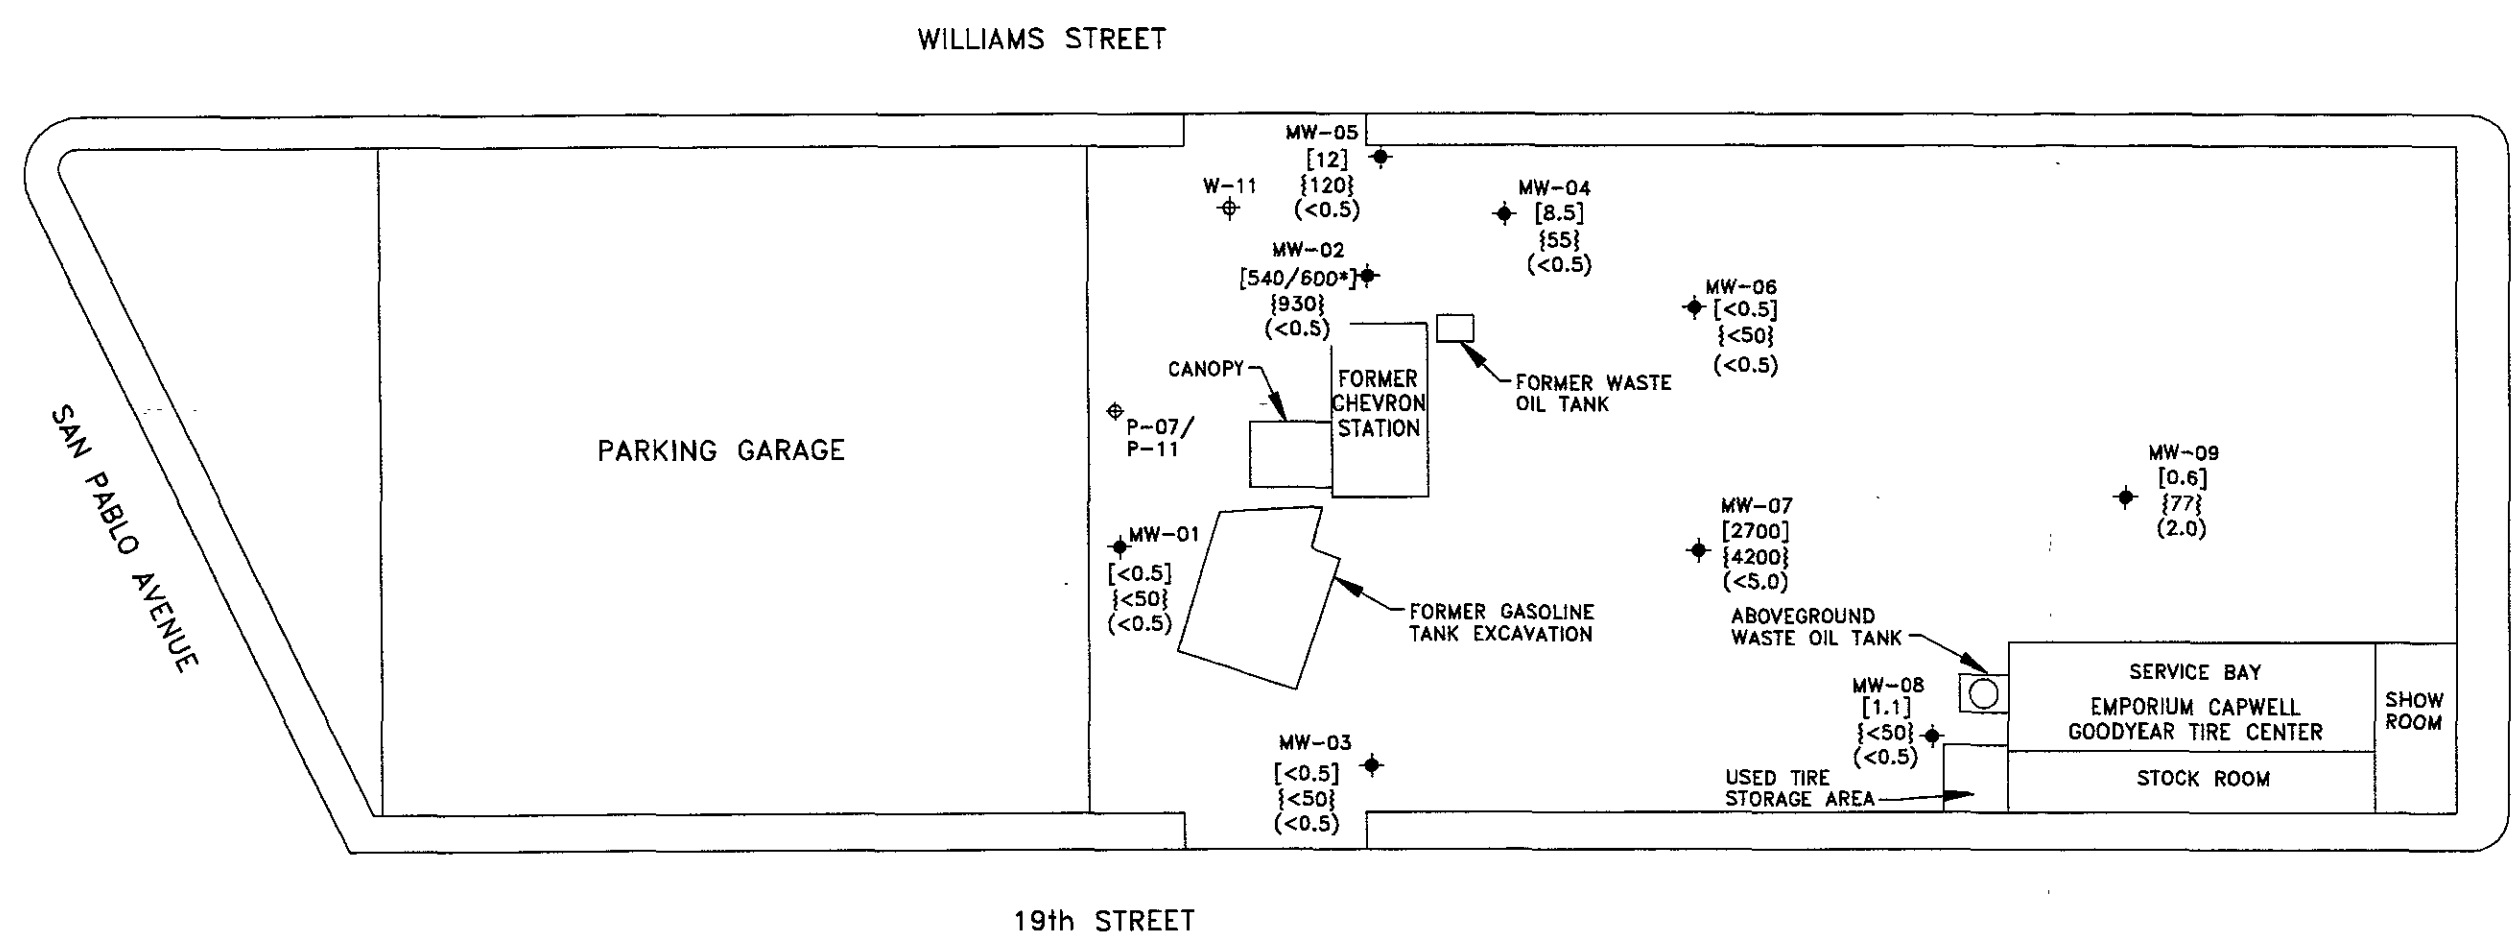 WILLIAMS STREET
MW-05
[12]
{120}
(<0.5)
W-11
MW-04
[8.5]
{55}
(<0.5)
MW-02
[540/600*]
{930}
(<0.5)
MW-06
[<0.5]
{<50}
(<0.5)
CANOPY
FORMER
CHEVRON
STATION
FORMER WASTE
OIL TANK
P-07/
P-11
PARKING GARAGE
SAN PABLO AVENUE
MW-09
[0.6]
{77}
(2.0)
MW-07
[2700]
{4200}
(<5.0)
MW-01
[<0.5]
{<50}
(<0.5)
FORMER GASOLINE
TANK EXCAVATION
ABOVEGROUND
WASTE OIL TANK
MW-08
[1.1]
{<50}
(<0.5)
SERVICE BAY
EMPORIUM CAPWELL
GOODYEAR TIRE CENTER
SHOW
ROOM
MW-03
[<0.5]
{<50}
(<0.5)
USED TIRE
STORAGE AREA
STOCK ROOM
19th STREET